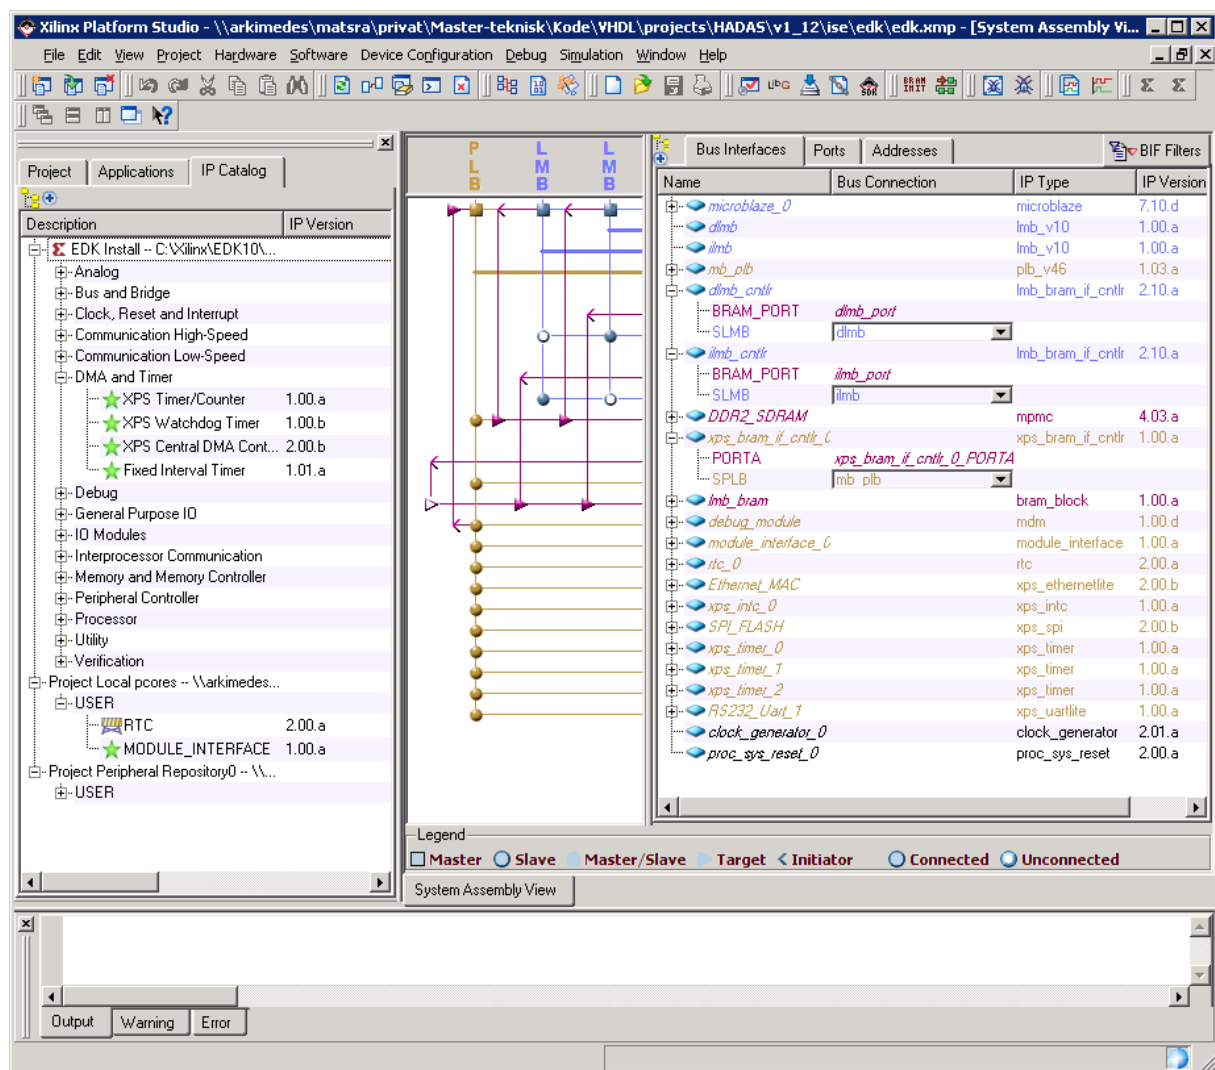 Xilinx Platform Studio - \\arkimedes\matsra\privat\Master-teknisk\Kode\VHDL\projects\HADAS\v1_12\ise\edk\edk.xmp - [System Assembly Vi...
File Edit View Project Hardware Software Device Configuration Debug Simulation Window Help
Project Applications IP Catalog
Description IP Version
EDK Install -- C:\Xilinx\EDK10\...
Analog
Bus and Bridge
Clock, Reset and Interrupt
Communication High-Speed
Communication Low-Speed
DMA and Timer
XPS Timer/Counter 1.00.a
XPS Watchdog Timer 1.00.b
XPS Central DMA Cont... 2.00.b
Fixed Interval Timer 1.01.a
Debug
General Purpose IO
IO Modules
Interprocessor Communication
Memory and Memory Controller
Peripheral Controller
Processor
Utility
Verification
Project Local pcores -- \\arkimedes...
USER
RTC 2.00.a
MODULE_INTERFACE 1.00.a
Project Peripheral Repository0 -- \\...
USER
PLB LMB LMB
Bus Interfaces Ports Addresses BIF Filters
Name Bus Connection IP Type IP Version
microblaze_0 microblaze 7.10.d
dlmb lmb_v10 1.00.a
ilmb lmb_v10 1.00.a
mb_plb plb_v46 1.03.a
dlmb_cntlr lmb_bram_if_cntlr 2.10.a
BRAM_PORT dlmb_port
SLMB dlmb
ilmb_cntlr lmb_bram_if_cntlr 2.10.a
BRAM_PORT ilmb_port
SLMB ilmb
DDR2_SDRAM mpmc 4.03.a
xps_bram_if_cntlr_0 xps_bram_if_cntlr 1.00.a
PORTA xps_bram_if_cntlr_0_PORTA
SPLB mb_plb
lmb_bram bram_block 1.00.a
debug_module mdm 1.00.d
module_interface_0 module_interface 1.00.a
rtc_0 rtc 2.00.a
Ethernet_MAC xps_ethernetlite 2.00.b
xps_intc_0 xps_intc 1.00.a
SPI_FLASH xps_spi 2.00.b
xps_timer_0 xps_timer 1.00.a
xps_timer_1 xps_timer 1.00.a
xps_timer_2 xps_timer 1.00.a
RS232_Uart_1 xps_uartlite 1.00.a
clock_generator_0 clock_generator 2.01.a
proc_sys_reset_0 proc_sys_reset 2.00.a
Legend
Master Slave Master/Slave Target Initiator Connected Unconnected
System Assembly View
Output Warning Error